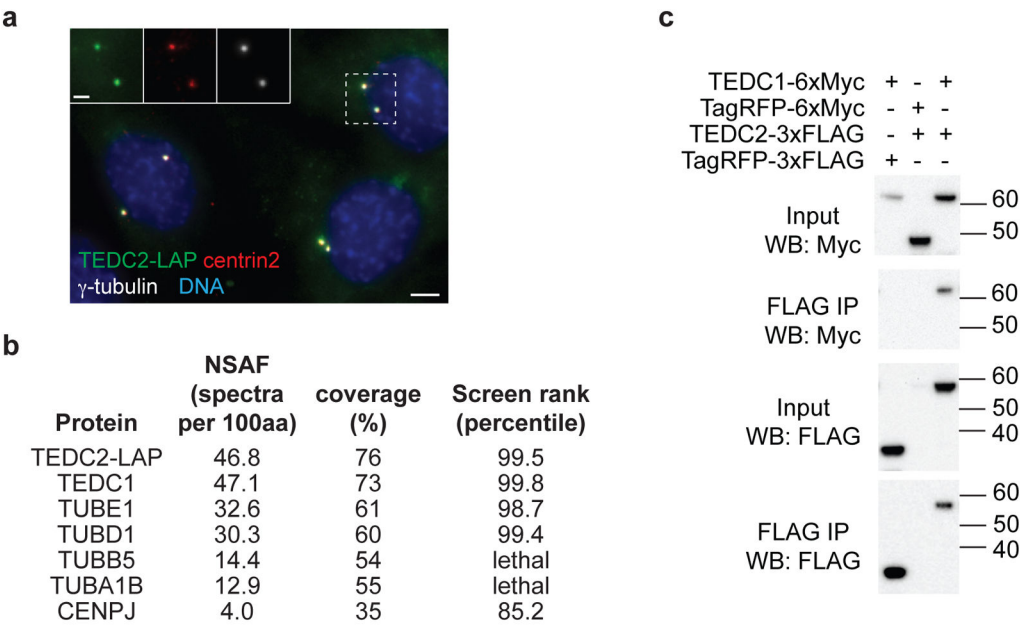 a
TEDC2-LAP centrin2
γ-tubulin DNA
b
Protein NSAF (spectra per 100aa) coverage (%) Screen rank (percentile)
TEDC2-LAP 46.8 76 99.5
TEDC1 47.1 73 99.8
TUBE1 32.6 61 98.7
TUBD1 30.3 60 99.4
TUBB5 14.4 54 lethal
TUBA1B 12.9 55 lethal
CENPJ 4.0 35 85.2
c
TEDC1-6xMyc + - +
TagRFP-6xMyc - + -
TEDC2-3xFLAG - + +
TagRFP-3xFLAG + - -
Input
WB: Myc
60
50
FLAG IP
WB: Myc
60
50
Input
WB: FLAG
60
50
40
FLAG IP
WB: FLAG
60
50
40